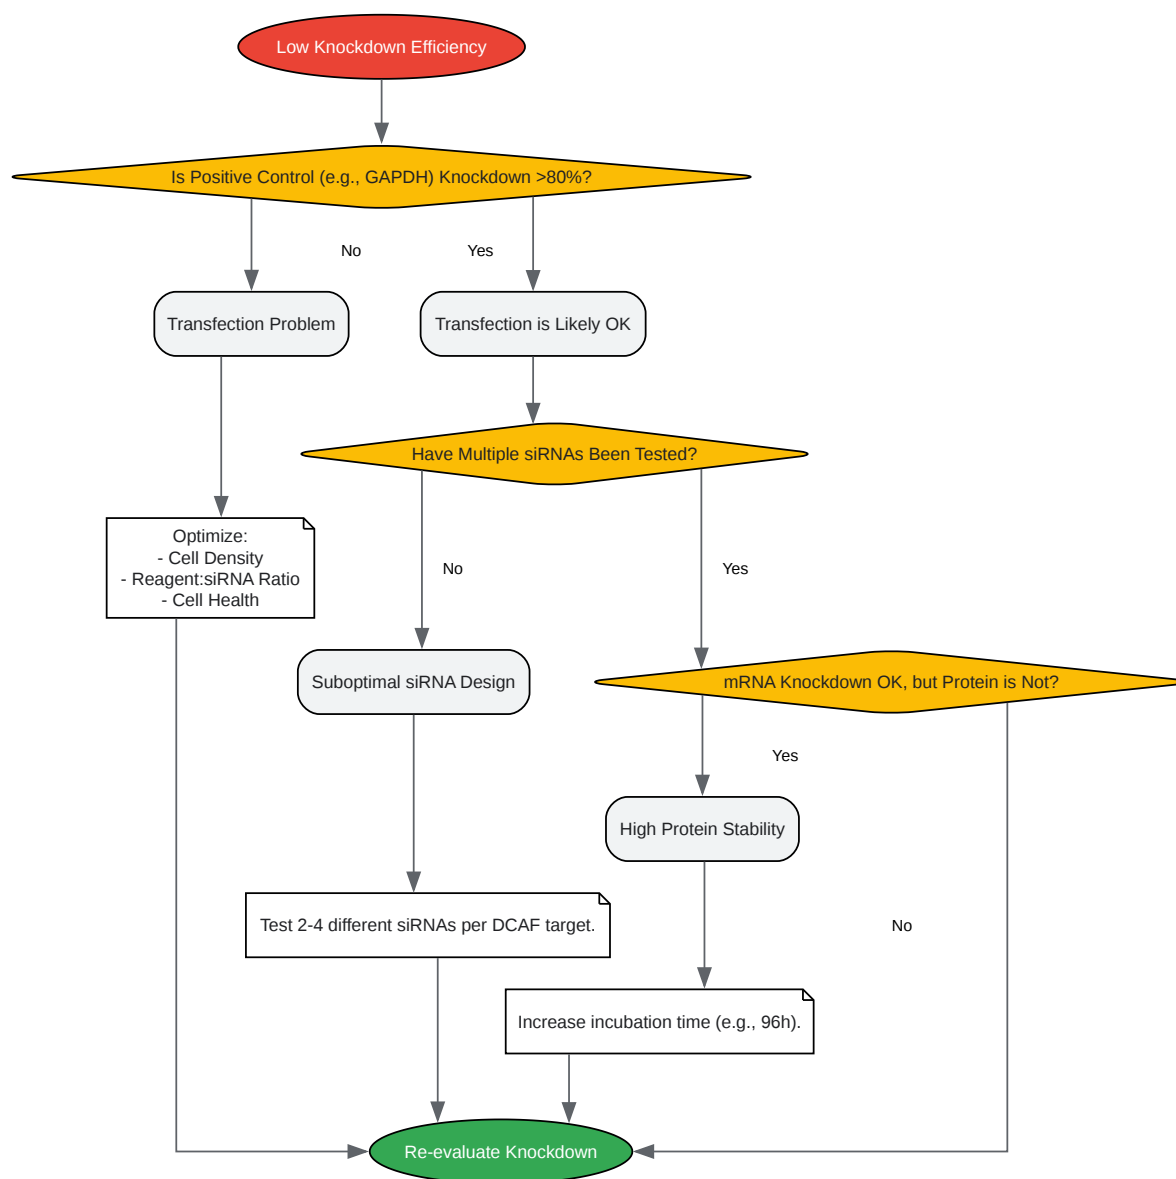 Low Knockdown Efficiency
Is Positive Control (e.g., GAPDH) Knockdown >80%?
No
Yes
Transfection Problem
Transfection is Likely OK
Have Multiple siRNAs Been Tested?
Optimize:
- Cell Density
- Reagent:siRNA Ratio
- Cell Health
No
Yes
Suboptimal siRNA Design
mRNA Knockdown OK, but Protein is Not?
Yes
High Protein Stability
Test 2-4 different siRNAs per DCAF target.
No
Increase incubation time (e.g., 96h).
Re-evaluate Knockdown